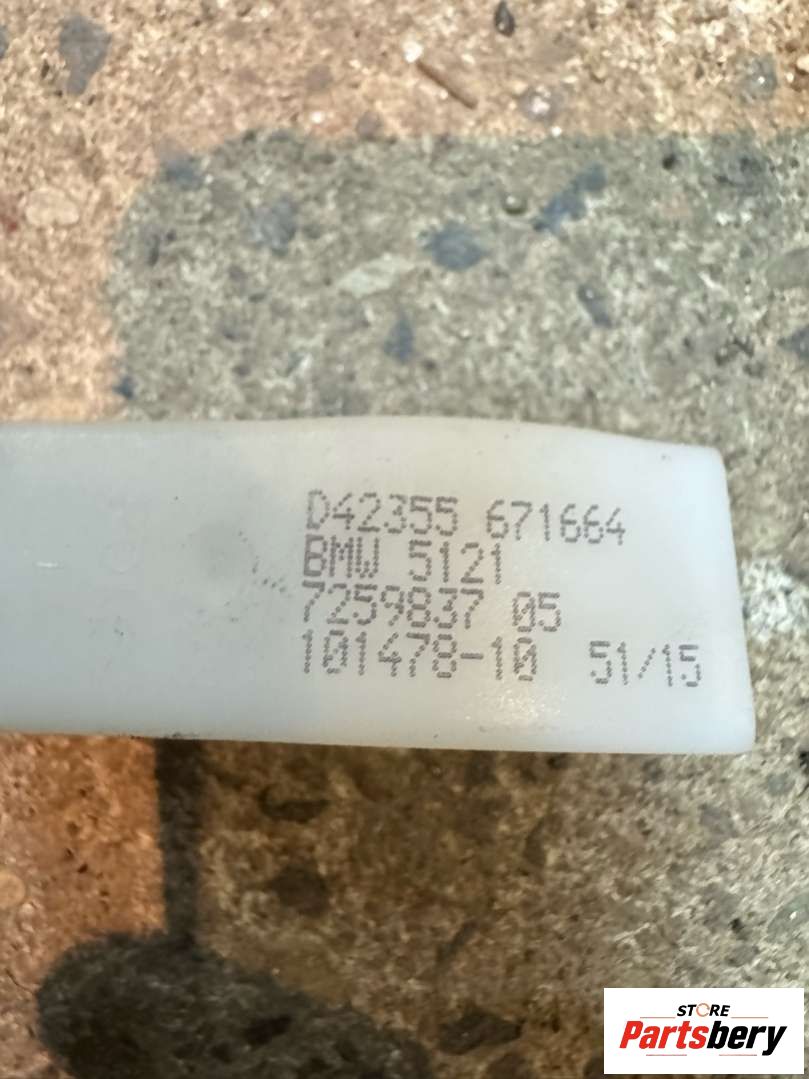 D42355 671664
BMW 5121
7259837 05
101478-10 51/15
STORE
Partsbery